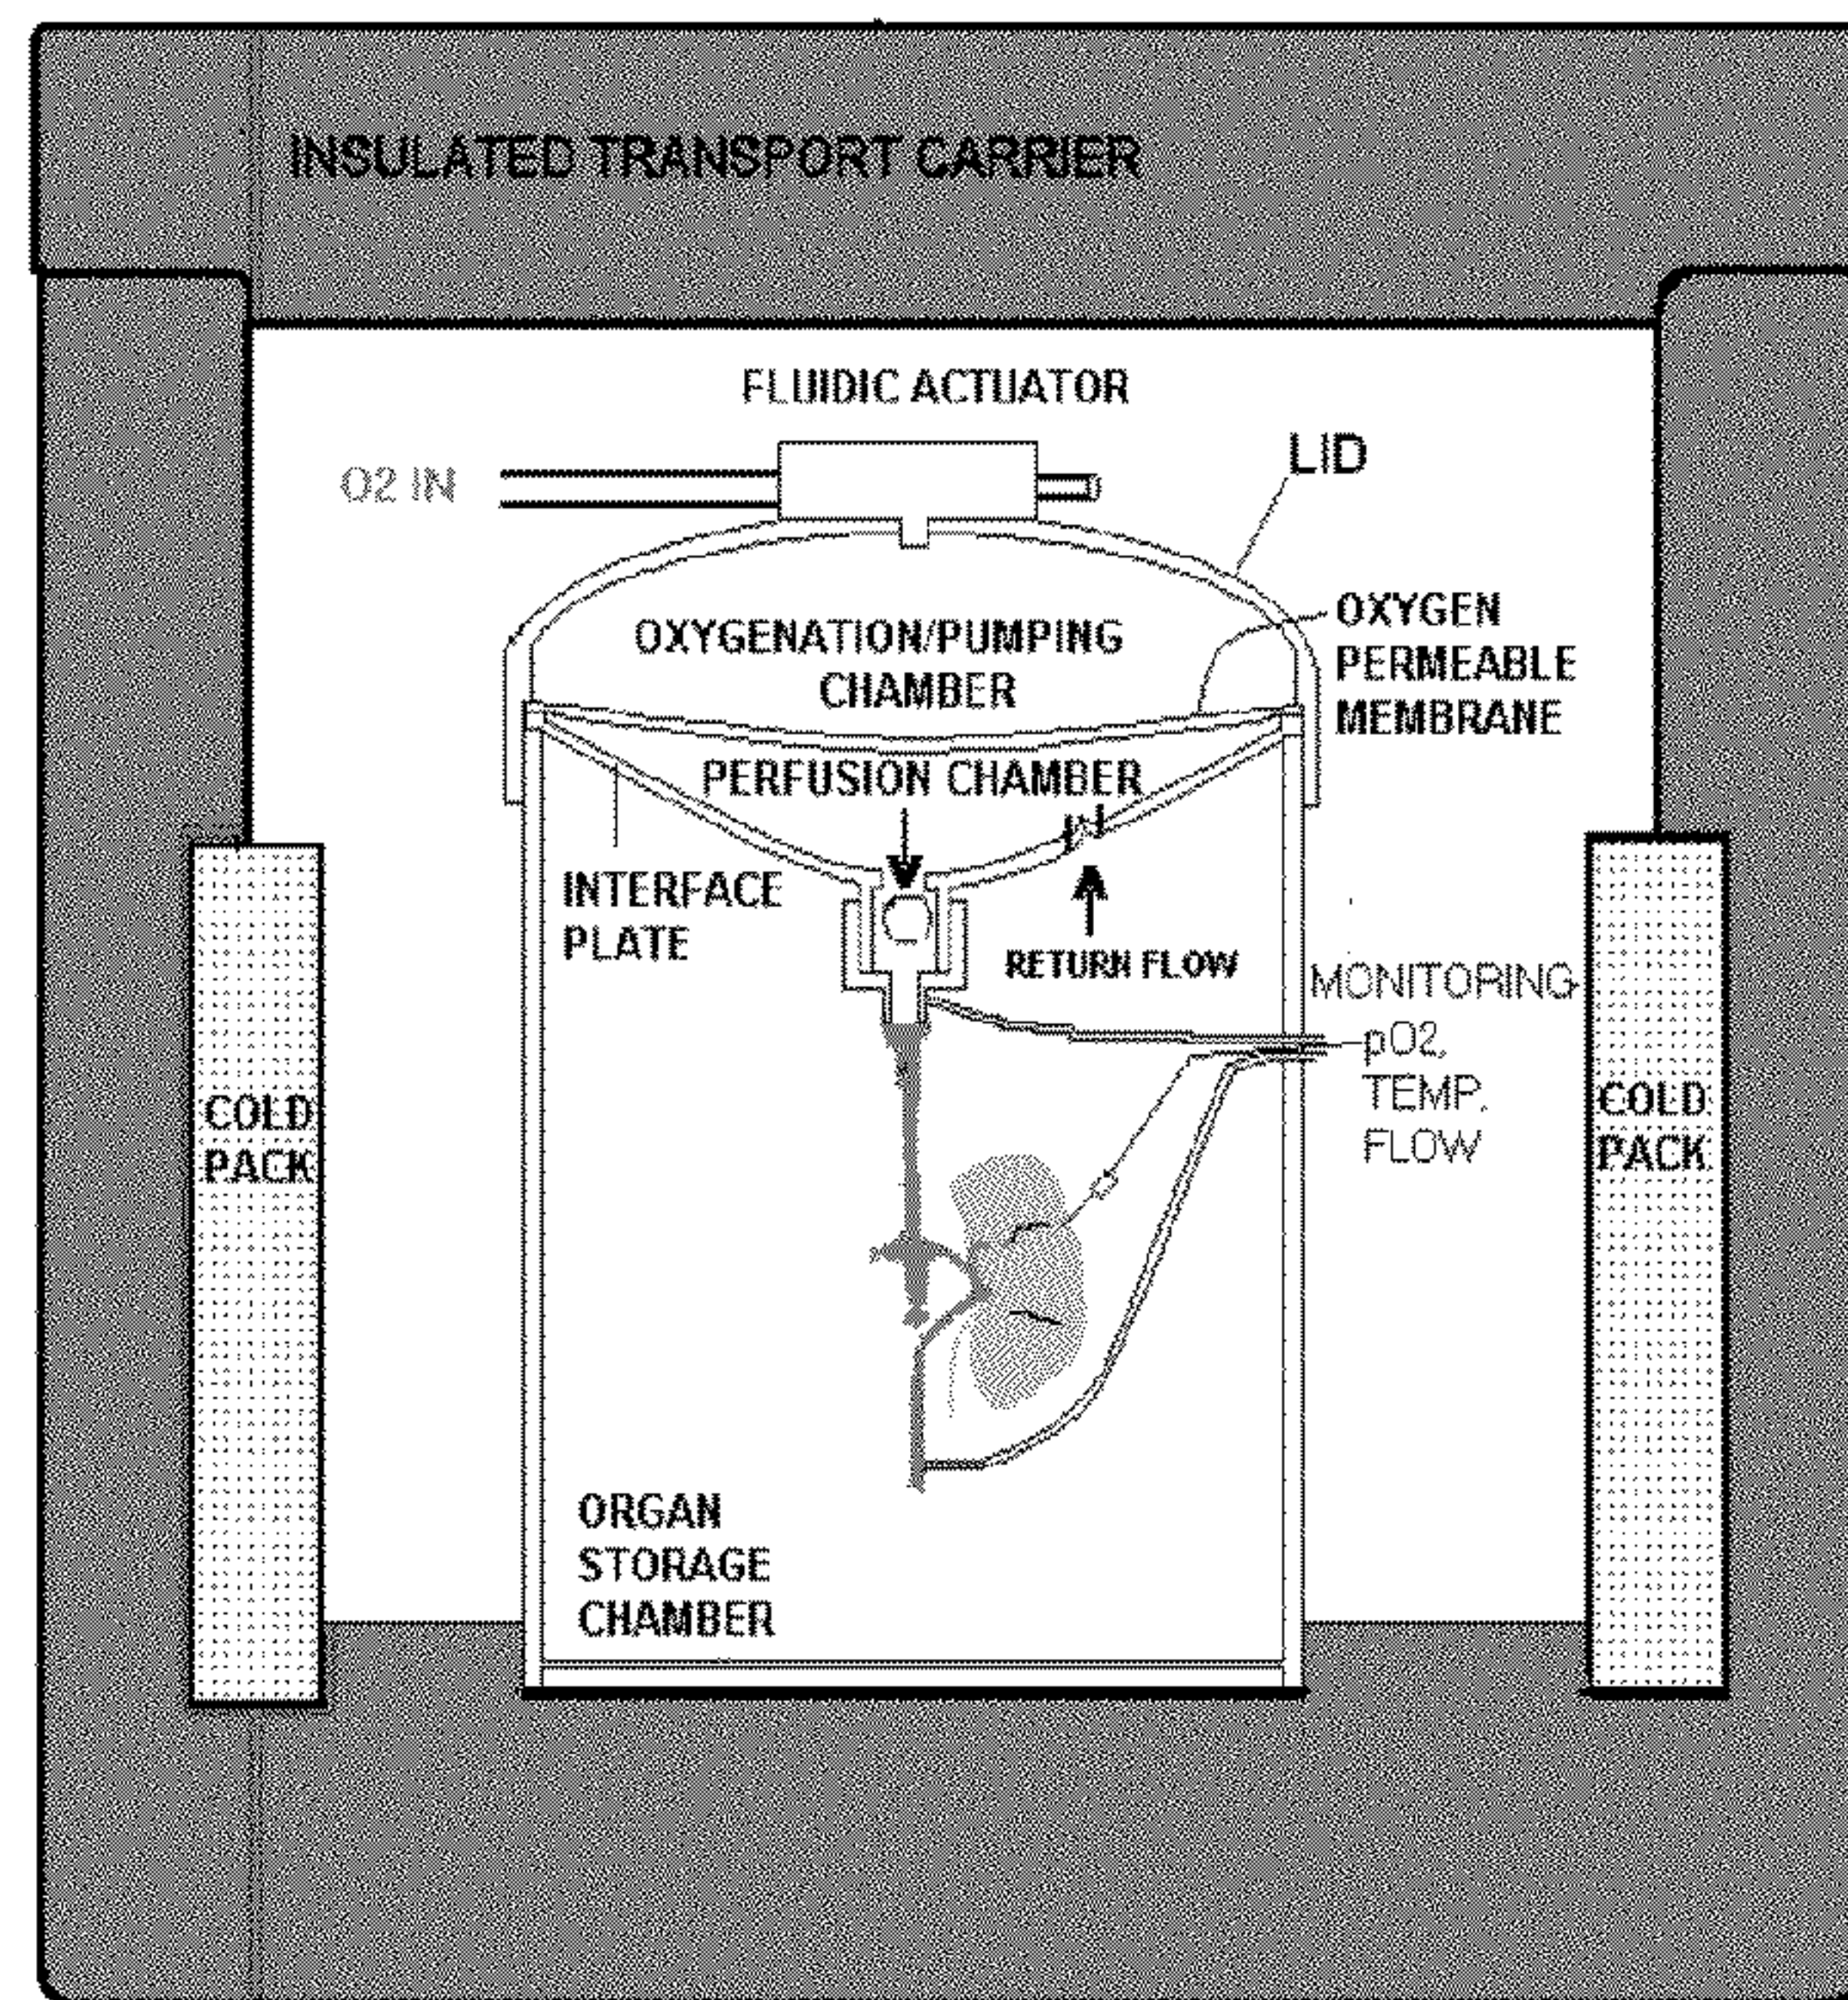 INSULATED TRANSPORT CARRIER
FLUIDIC ACTUATOR
O2 IN
LID
OXYGENATION/PUMPING
CHAMBER
OXYGEN
PERMEABLE
MEMBRANE
PERFUSION CHAMBER
INTERFACE
PLATE
RETURN FLOW
MONITORING
pO2,
TEMP,
FLOW
COLD
PACK
COLD
PACK
ORGAN
STORAGE
CHAMBER